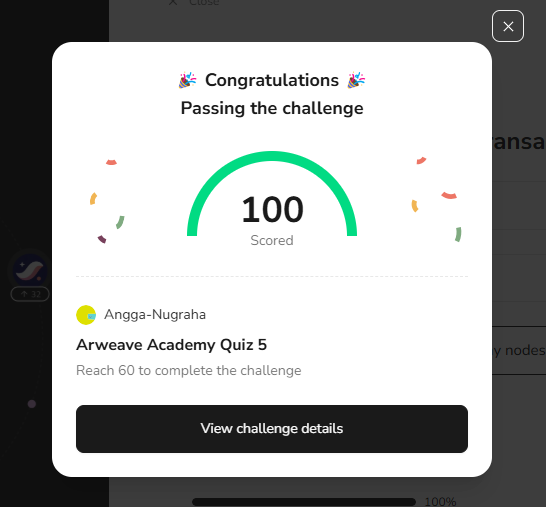 Close
🎉 Congratulations 🎉
Passing the challenge
100
Scored
Angga-Nugraha
Arweave Academy Quiz 5
Reach 60 to complete the challenge
View challenge details
32
y nodes
100%